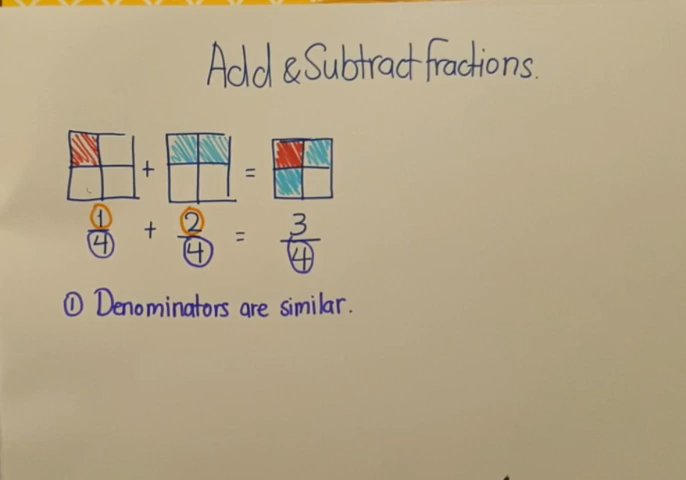 Add & Subtract fractions.
+ =
1/4 + 2/4 = 3/4
① Denominators are similar.